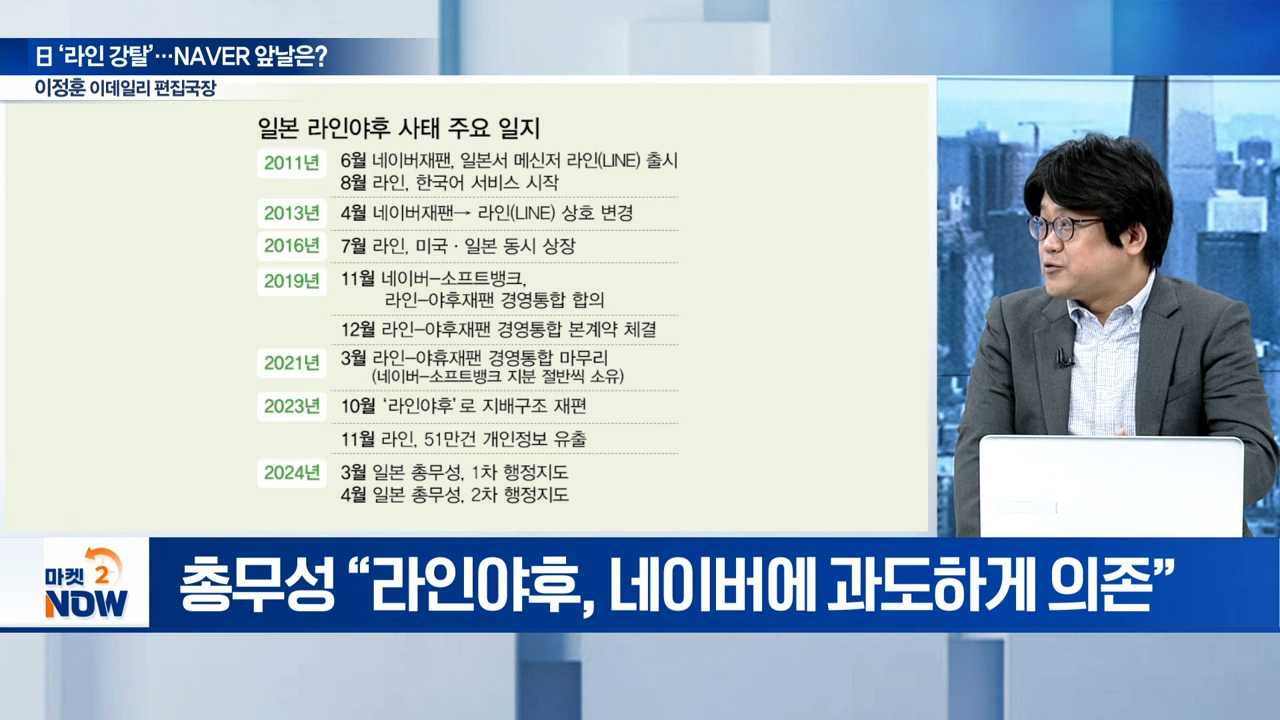 日 ‘라인 강탈’…NAVER 앞날은?
이정훈 이데일리 편집국장
일본 라인야후 사태 주요 일지
2011년 6월 네이버재팬, 일본서 메신저 라인(LINE) 출시
8월 라인, 한국어 서비스 시작
2013년 4월 네이버재팬→ 라인(LINE) 상호 변경
2016년 7월 라인, 미국·일본 동시 상장
2019년 11월 네이버–소프트뱅크,
라인–야후재팬 경영통합 합의
12월 라인–야후재팬 경영통합 본계약 체결
2021년 3월 라인–야휴재팬 경영통합 마무리
(네이버–소프트뱅크 지분 절반씩 소유)
2023년 10월 ‘라인야후’로 지배구조 재편
11월 라인, 51만건 개인정보 유출
2024년 3월 일본 총무성, 1차 행정지도
4월 일본 총무성, 2차 행정지도
마켓 2
NOW
총무성 “라인야후, 네이버에 과도하게 의존”